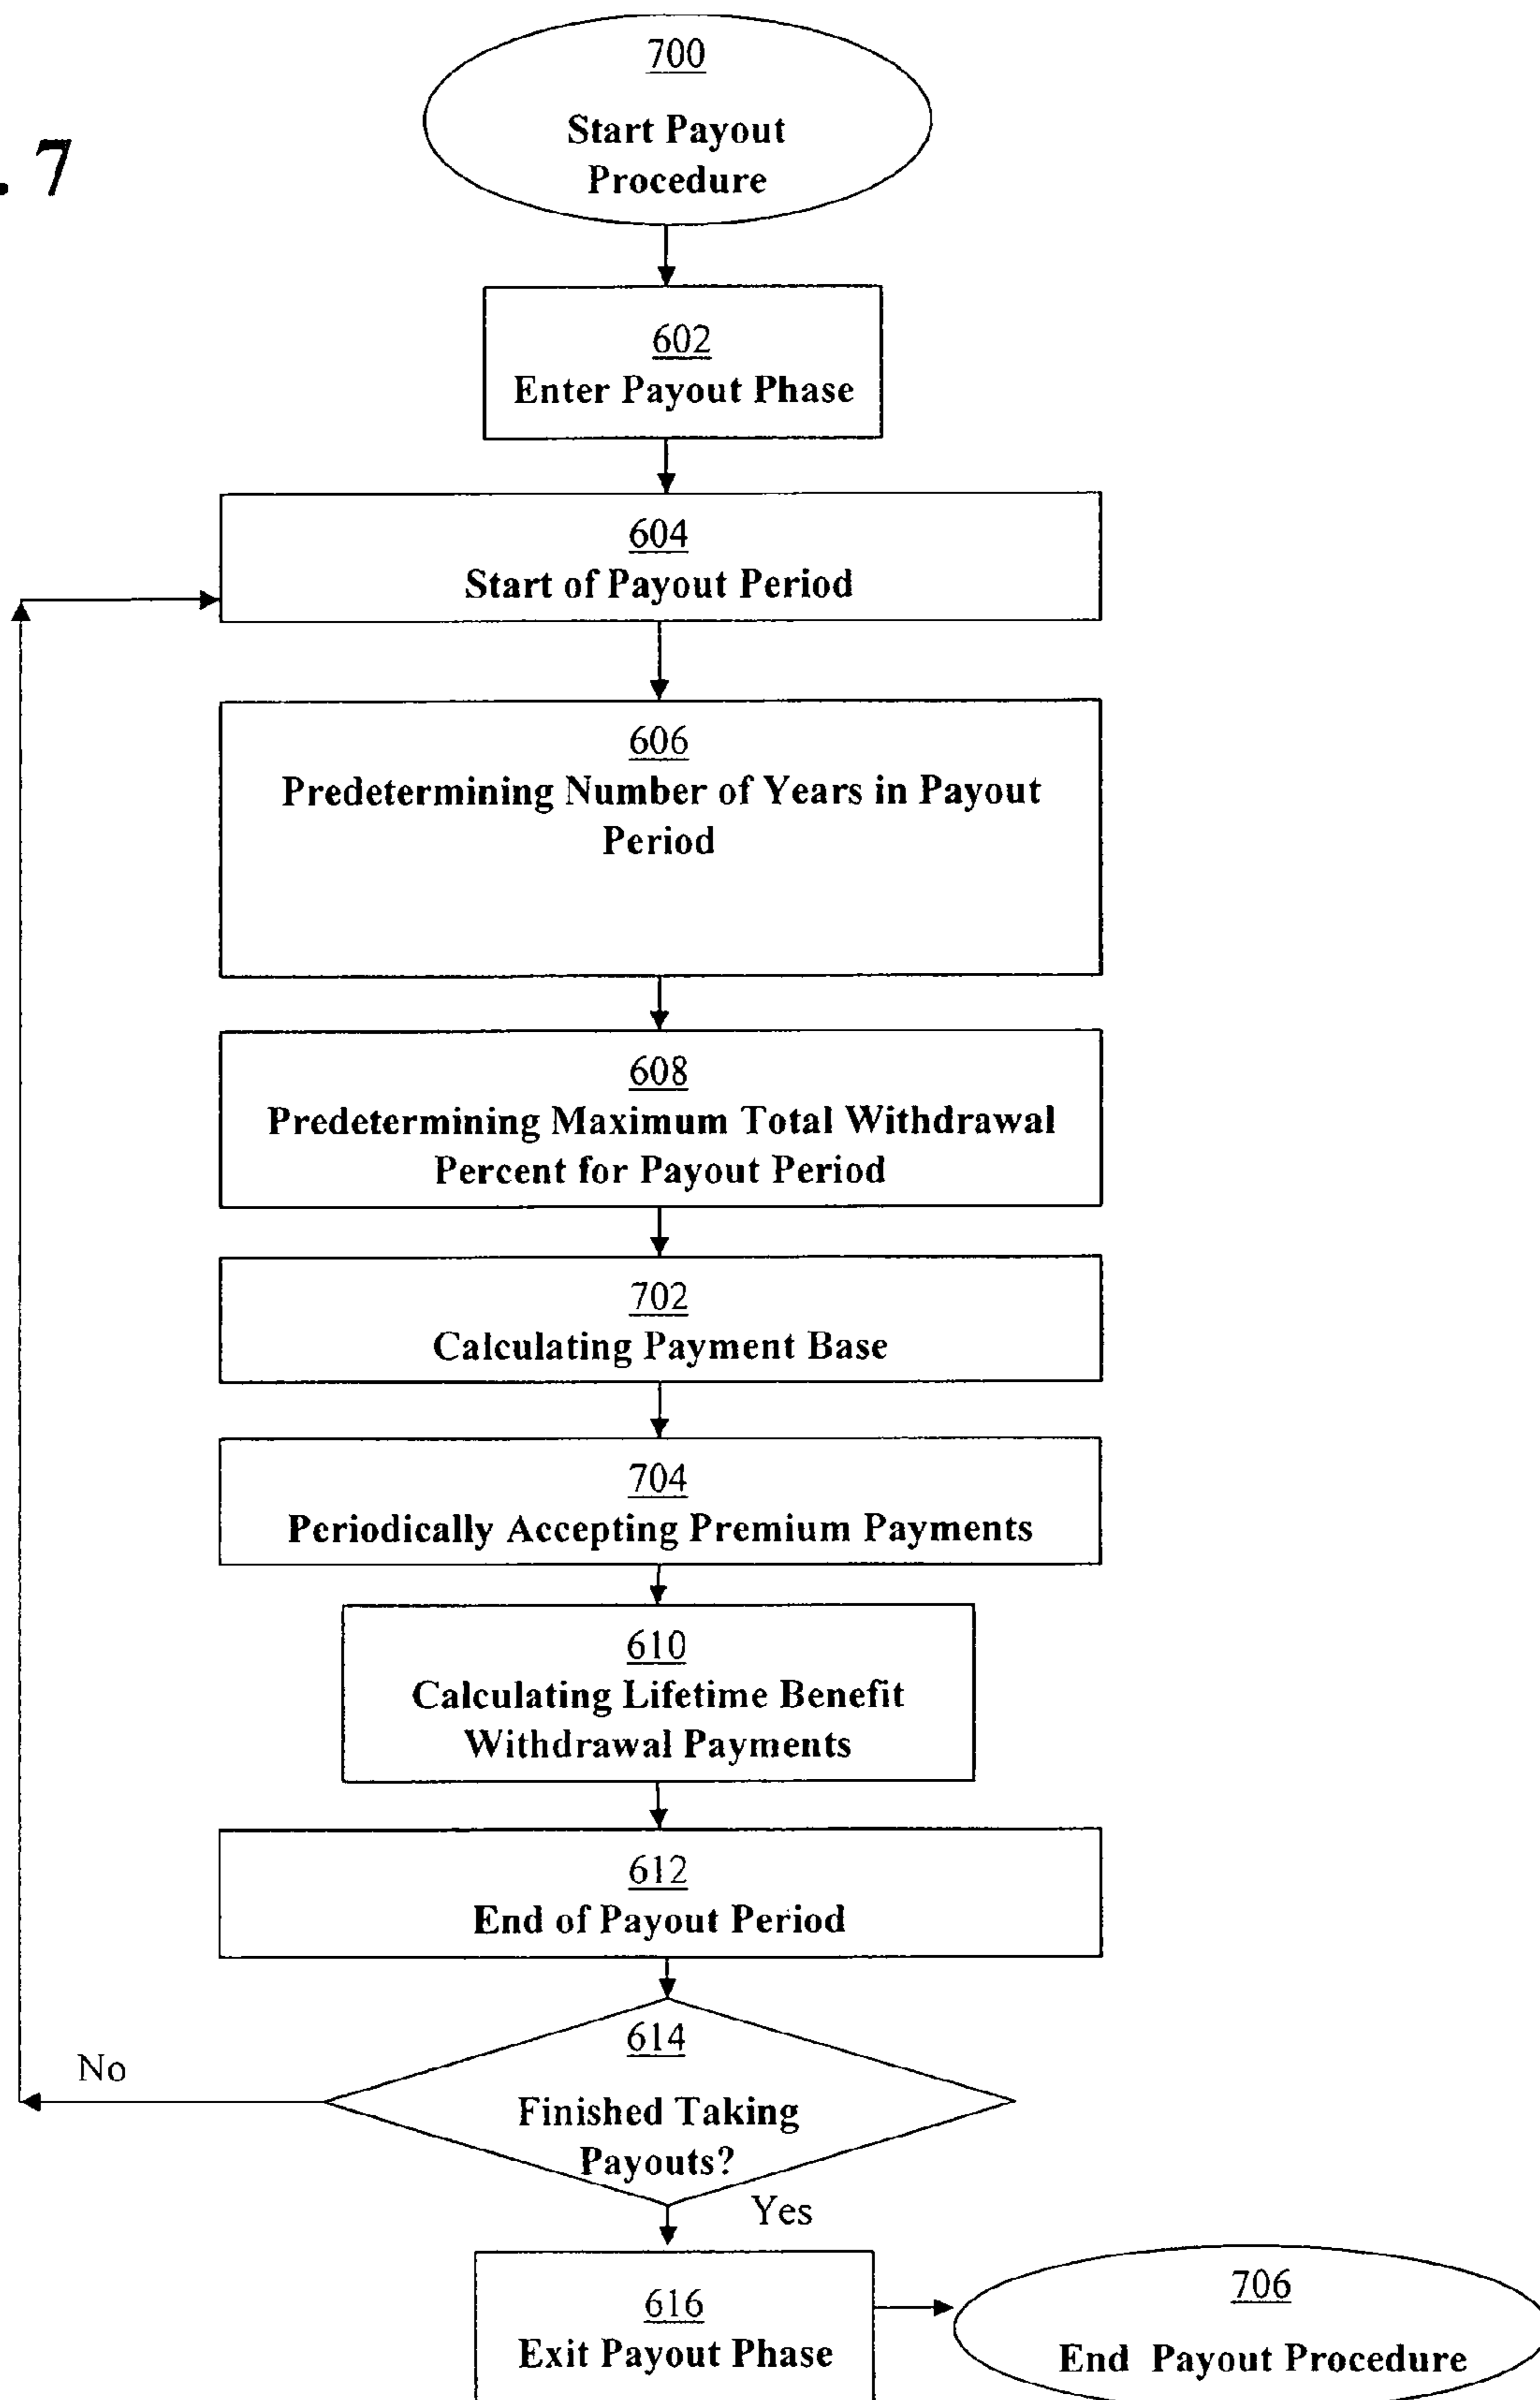 . 7
700
Start Payout
Procedure
602
Enter Payout Phase
604
Start of Payout Period
606
Predetermining Number of Years in Payout
Period
608
Predetermining Maximum Total Withdrawal
Percent for Payout Period
702
Calculating Payment Base
704
Periodically Accepting Premium Payments
610
Calculating Lifetime Benefit
Withdrawal Payments
612
End of Payout Period
614
Finished Taking
Payouts?
No
Yes
616
Exit Payout Phase
706
End Payout Procedure